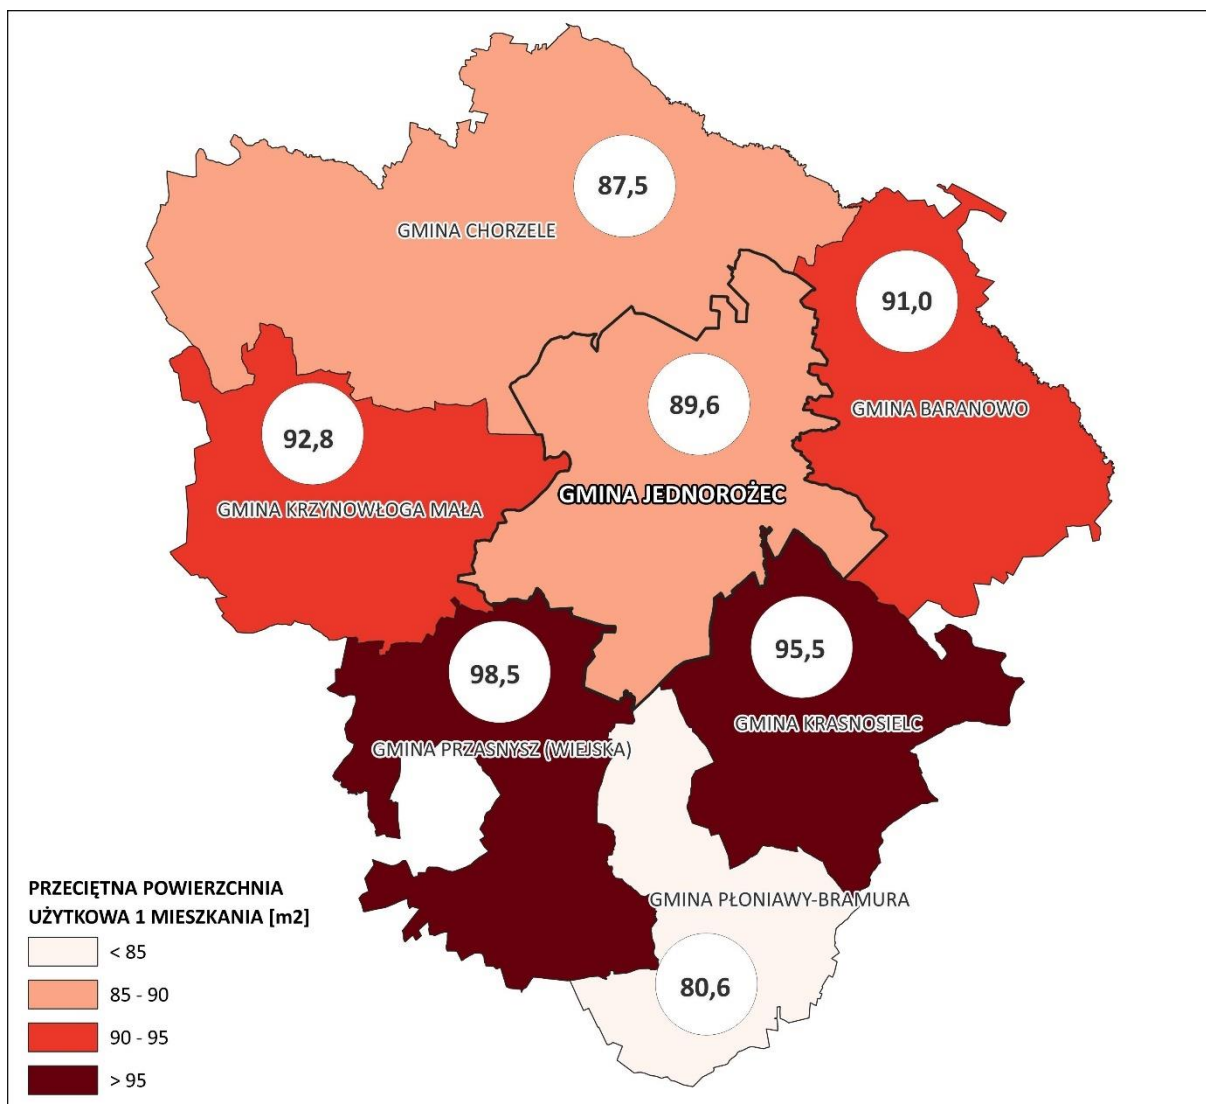 87,5
GMINA CHORZELE
91,0
GMINA BARANOWO
89,6
GMINA JEDNOROŻEC
92,8
GMINA KRZYNOWŁOGA MAŁA
95,5
GMINA KRASNOSIELC
98,5
GMINA PRZASNYSZ (WIEJSKA)
GMINA PŁONIAWY-BRAMURA
80,6
PRZECIĘTNA POWIERZCHNIA
UŻYTKOWA 1 MIESZKANIA [m2]
< 85
85 - 90
90 - 95
> 95